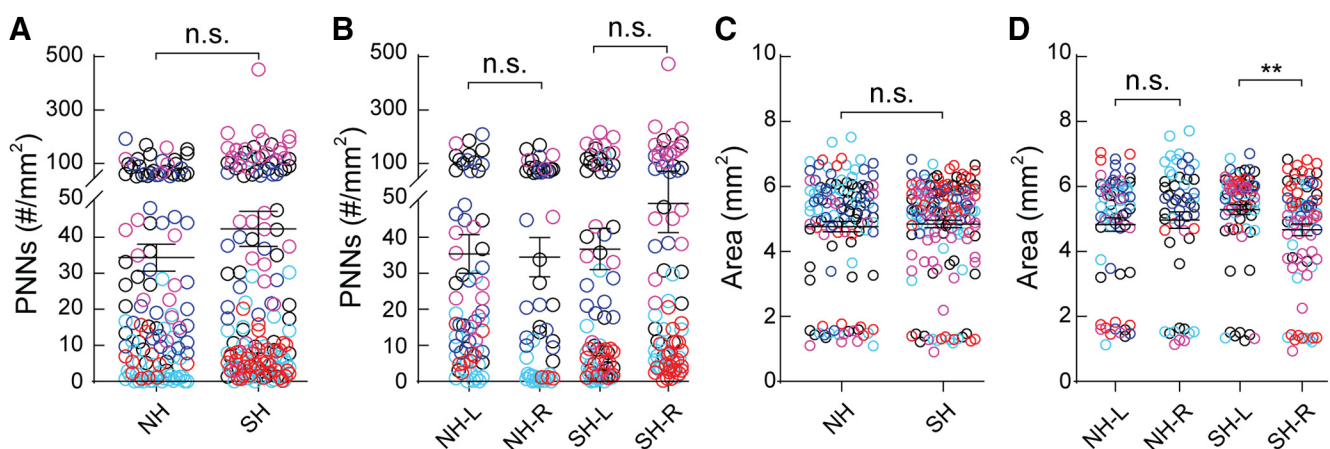 A
B
C
D
n.s.
n.s.
n.s.
n.s.
n.s.
**
PNNs (#/mm²)
500
300
100
50
40
30
20
10
0
NH
SH
PNNs (#/mm²)
500
300
100
50
40
30
20
10
0
NH-L
NH-R
SH-L
SH-R
Area (mm²)
10
8
6
4
2
0
NH
SH
Area (mm²)
10
8
6
4
2
0
NH-L
NH-R
SH-L
SH-R